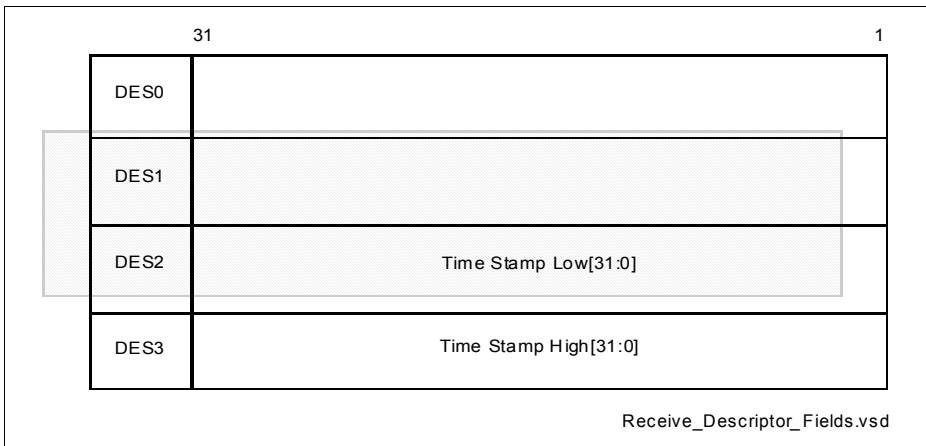 31 1
DES0
DES1
DES2 Time Stamp Low[31:0]
DES3 Time Stamp High[31:0]
Receive_Descriptor_Fields.vsd